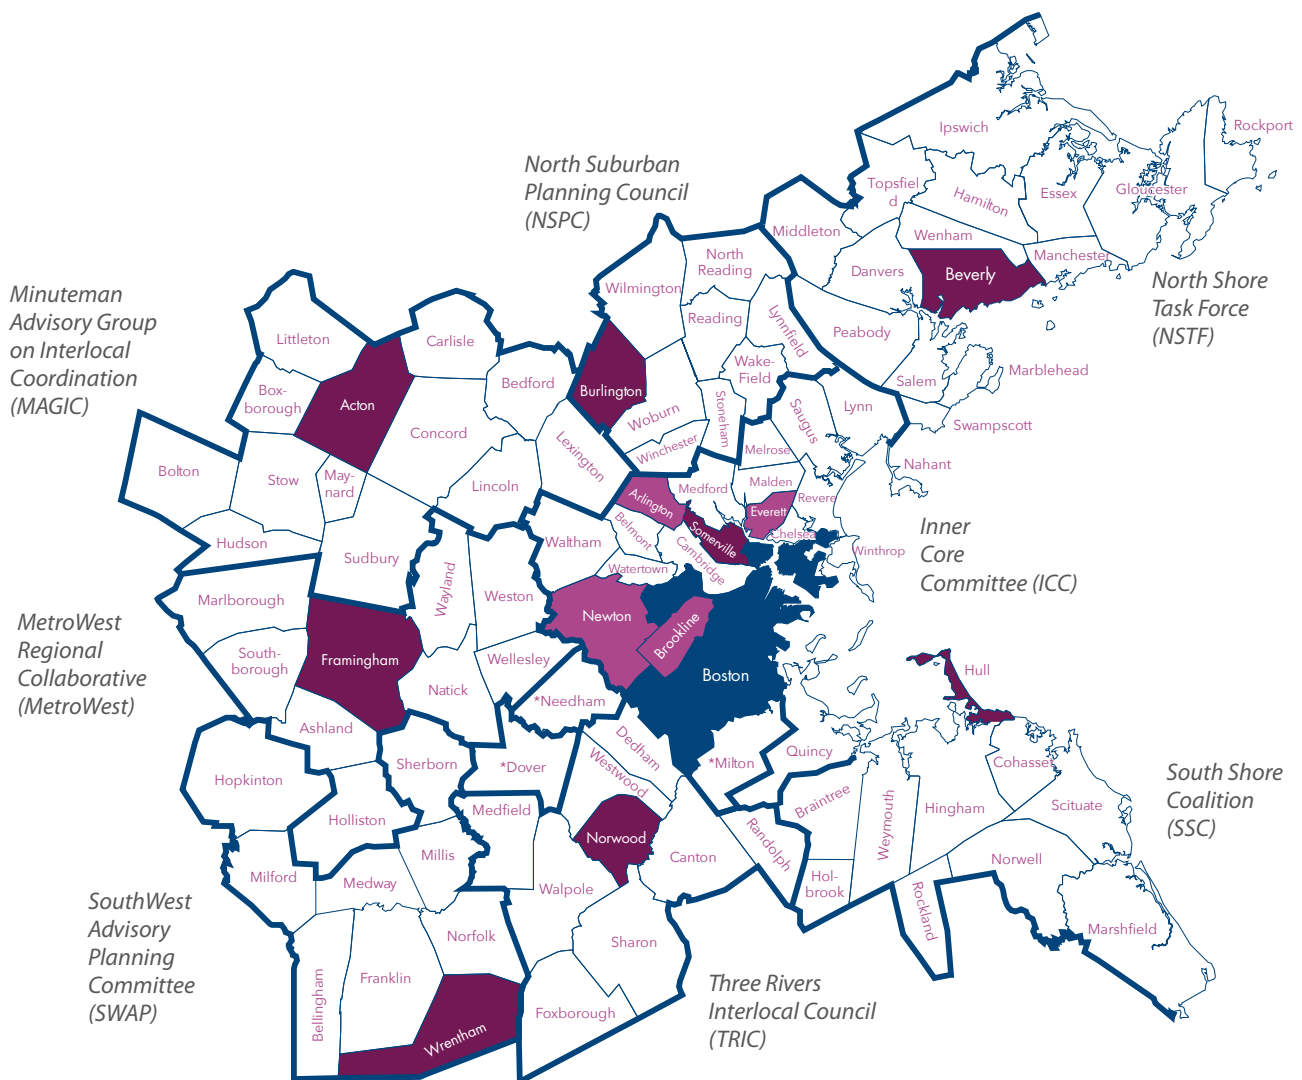 Ipswich
Rockport
Topsfiel
d
Hamilton
Essex
Gloucester
North Suburban
Planning Council
(NSPC)
Middleton
Wenham
Manchester
North
Reading
Danvers
Beverly
North Shore
Task Force
(NSTF)
Minuteman
Advisory Group
on Interlocal
Coordination
(MAGIC)
Wilmington
Reading
Lynnfield
Peabody
Littleton
Carlisle
Wake-
Field
Marblehead
Salem
Box-
borough
Acton
Bedford
Burlington
Woburn
Stoneham
Saugus
Lynn
Swampscott
Concord
Lexington
Winchester
Melrose
Nahant
Bolton
Stow
May-
nard
Lincoln
Arlington
Medford
Malden
Revere
Everett
Chelsea
Inner
Core
Committee (ICC)
Hudson
Sudbury
Waltham
Belmont
Somerville
Cambridge
Winthrop
Watertown
Marlborough
Wayland
Weston
Newton
Brookline
MetroWest
Regional
Collaborative
(MetroWest)
South-
borough
Framingham
Wellesley
Natick
Boston
Hull
*Needham
Ashland
Dedham
Quincy
Hopkinton
Sherborn
*Dover
Westwood
*Milton
Cohasset
South Shore
Coalition
(SSC)
Holliston
Medfield
Norwood
Braintree
Weymouth
Hingham
Scituate
Randolph
Millis
Canton
Norwell
Milford
Medway
Walpole
Hol-
brook
Rockland
SouthWest
Advisory
Planning
Committee
(SWAP)
Norfolk
Sharon
Marshfield
Bellingham
Franklin
Three Rivers
Interlocal Council
(TRIC)
Foxborough
Wrentham